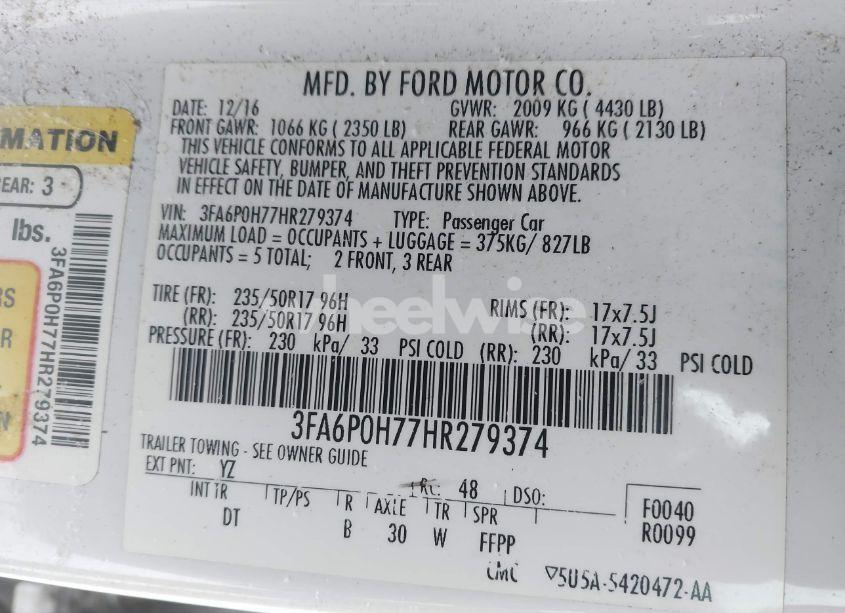 MFD. BY FORD MOTOR CO.
DATE: 12/16 GVWR: 2009 KG ( 4430 LB)
FRONT GAWR: 1066 KG ( 2350 LB) REAR GAWR: 966 KG ( 2130 LB)
THIS VEHICLE CONFORMS TO ALL APPLICABLE FEDERAL MOTOR
VEHICLE SAFETY, BUMPER, AND THEFT PREVENTION STANDARDS
IN EFFECT ON THE DATE OF MANUFACTURE SHOWN ABOVE.
VIN: 3FA6P0H77HR279374 TYPE: Passenger Car
MAXIMUM LOAD = OCCUPANTS + LUGGAGE = 375KG/ 827LB
OCCUPANTS = 5 TOTAL; 2 FRONT, 3 REAR
TIRE (FR): 235/50R17 96H RIMS (FR): 17x7.5J
(RR): 235/50R17 96H (RR): 17x7.5J
PRESSURE (FR): 230 kPa/ 33 PSI COLD (RR): 230 kPa/ 33 PSI COLD
3FA6P0H77HR279374
TRAILER TOWING - SEE OWNER GUIDE
EXT PNT: YZ RC: 48 DSO: F0040
INT TR TP/PS R AXLE TR SPR R0099
DT B 30 W FFPP
▽5U5A-5420472-AA
MATION
EAR: 3
lbs.
3FA6P0H77HR279374
RS
R
N
heelwise